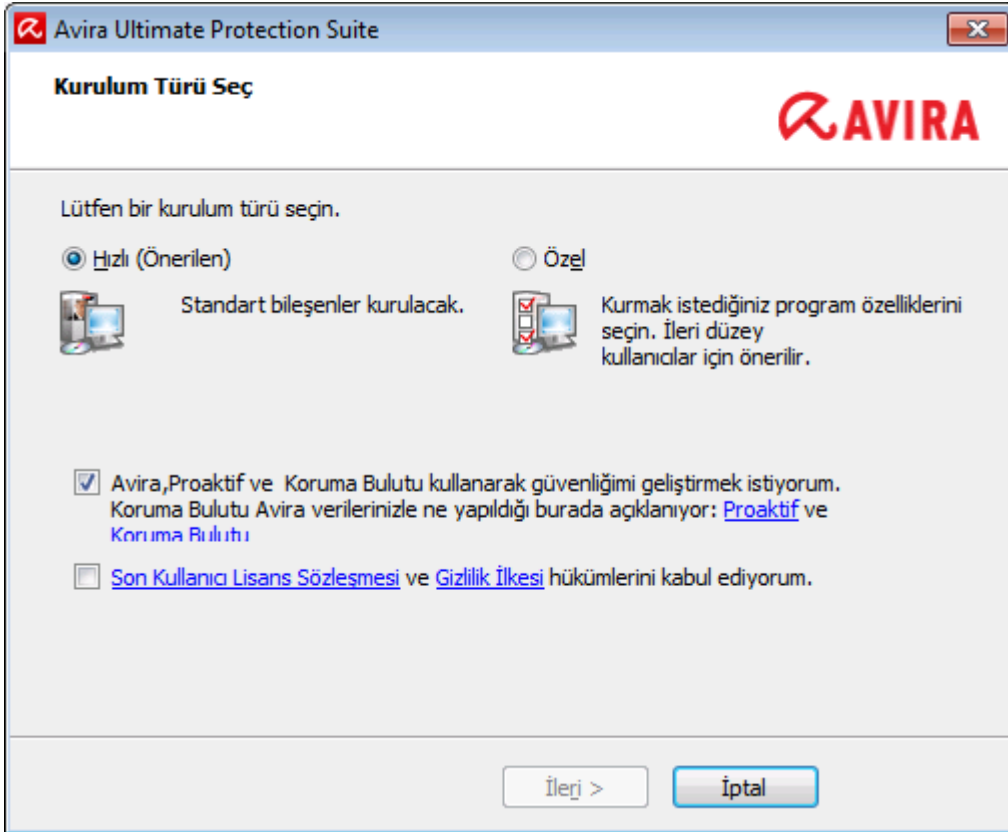 Avira Ultimate Protection Suite
Kurulum Türü Seç
AVIRA
Lütfen bir kurulum türü seçin.
Hızlı (Önerilen)
Standart bileşenler kurulacak.
Özel
Kurmak istediğiniz program özelliklerini
seçin. İleri düzey
kullanıcılar için önerilir.
Avira,Proaktif ve  Koruma Bulutu kullanarak güvenliğimi geliştirmek istiyorum.
Koruma Bulutu Avira verilerinizle ne yapıldığı burada açıklanıyor: Proaktif ve
Koruma Bulutu
Son Kullanıcı Lisans Sözleşmesi ve Gizlilik İlkesi hükümlerini kabul ediyorum.
İleri >
İptal